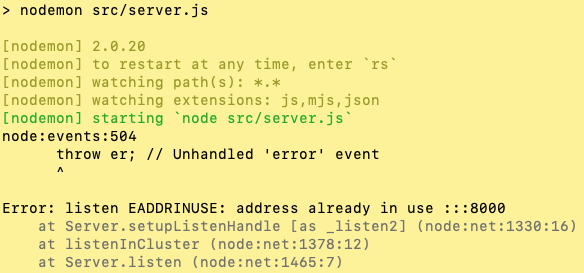 > nodemon src/server.js
[nodemon] 2.0.20
[nodemon] to restart at any time, enter `rs`
[nodemon] watching path(s): *.*
[nodemon] watching extensions: js,mjs,json
[nodemon] starting `node src/server.js`
node:events:504
      throw er; // Unhandled 'error' event
      ^
Error: listen EADDRINUSE: address already in use :::8000
    at Server.setupListenHandle [as _listen2] (node:net:1330:16)
    at listenInCluster (node:net:1378:12)
    at Server.listen (node:net:1465:7)